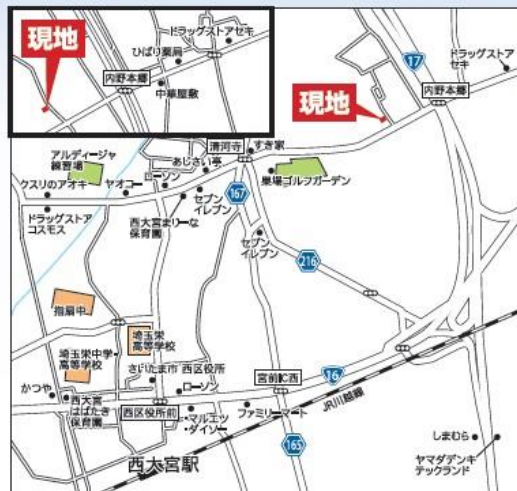 現地
ドラッグストアセキ
ひばり薬局
内野本郷
中華屋敷
17
ドラッグストア
セキ
内野本郷
現地
清河寺
すき家
アルディージャ
練習場
あじさい亭
ローソン
巣場ゴルフガーデン
クスリのアオキ
ヤオコー
セブン
イレブン
167
ドラッグストア
コスモス
西大宮まりーな
保育園
セブン
イレブン
216
指扇中
埼玉栄
高等学校
埼玉栄中学・
高等学校
さいたま市 西区役所
宮前IC西
16
JR川越線
かつや
ローソン
西大宮
はばたき
保育園
西区役所前
マルエツ
・ダイソー
ファミリーマート
165
しまむら
西大宮駅
ヤマダデンキ
テックランド